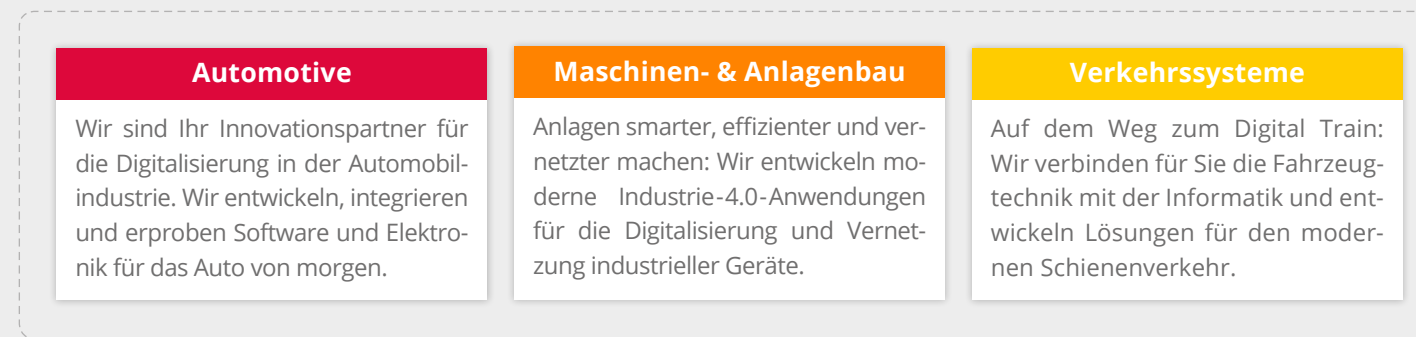 Automotive
Wir sind Ihr Innovationspartner für
die Digitalisierung in der Automobil-
industrie. Wir entwickeln, integrieren
und erproben Software und Elektro-
nik für das Auto von morgen.
Maschinen- & Anlagenbau
Anlagen smarter, effizienter und ver-
netzter machen: Wir entwickeln mo-
derne Industrie-4.0-Anwendungen
für die Digitalisierung und Vernet-
zung industrieller Geräte.
Verkehrssysteme
Auf dem Weg zum Digital Train:
Wir verbinden für Sie die Fahrzeug-
technik mit der Informatik und ent-
wickeln Lösungen für den moder-
nen Schienenverkehr.